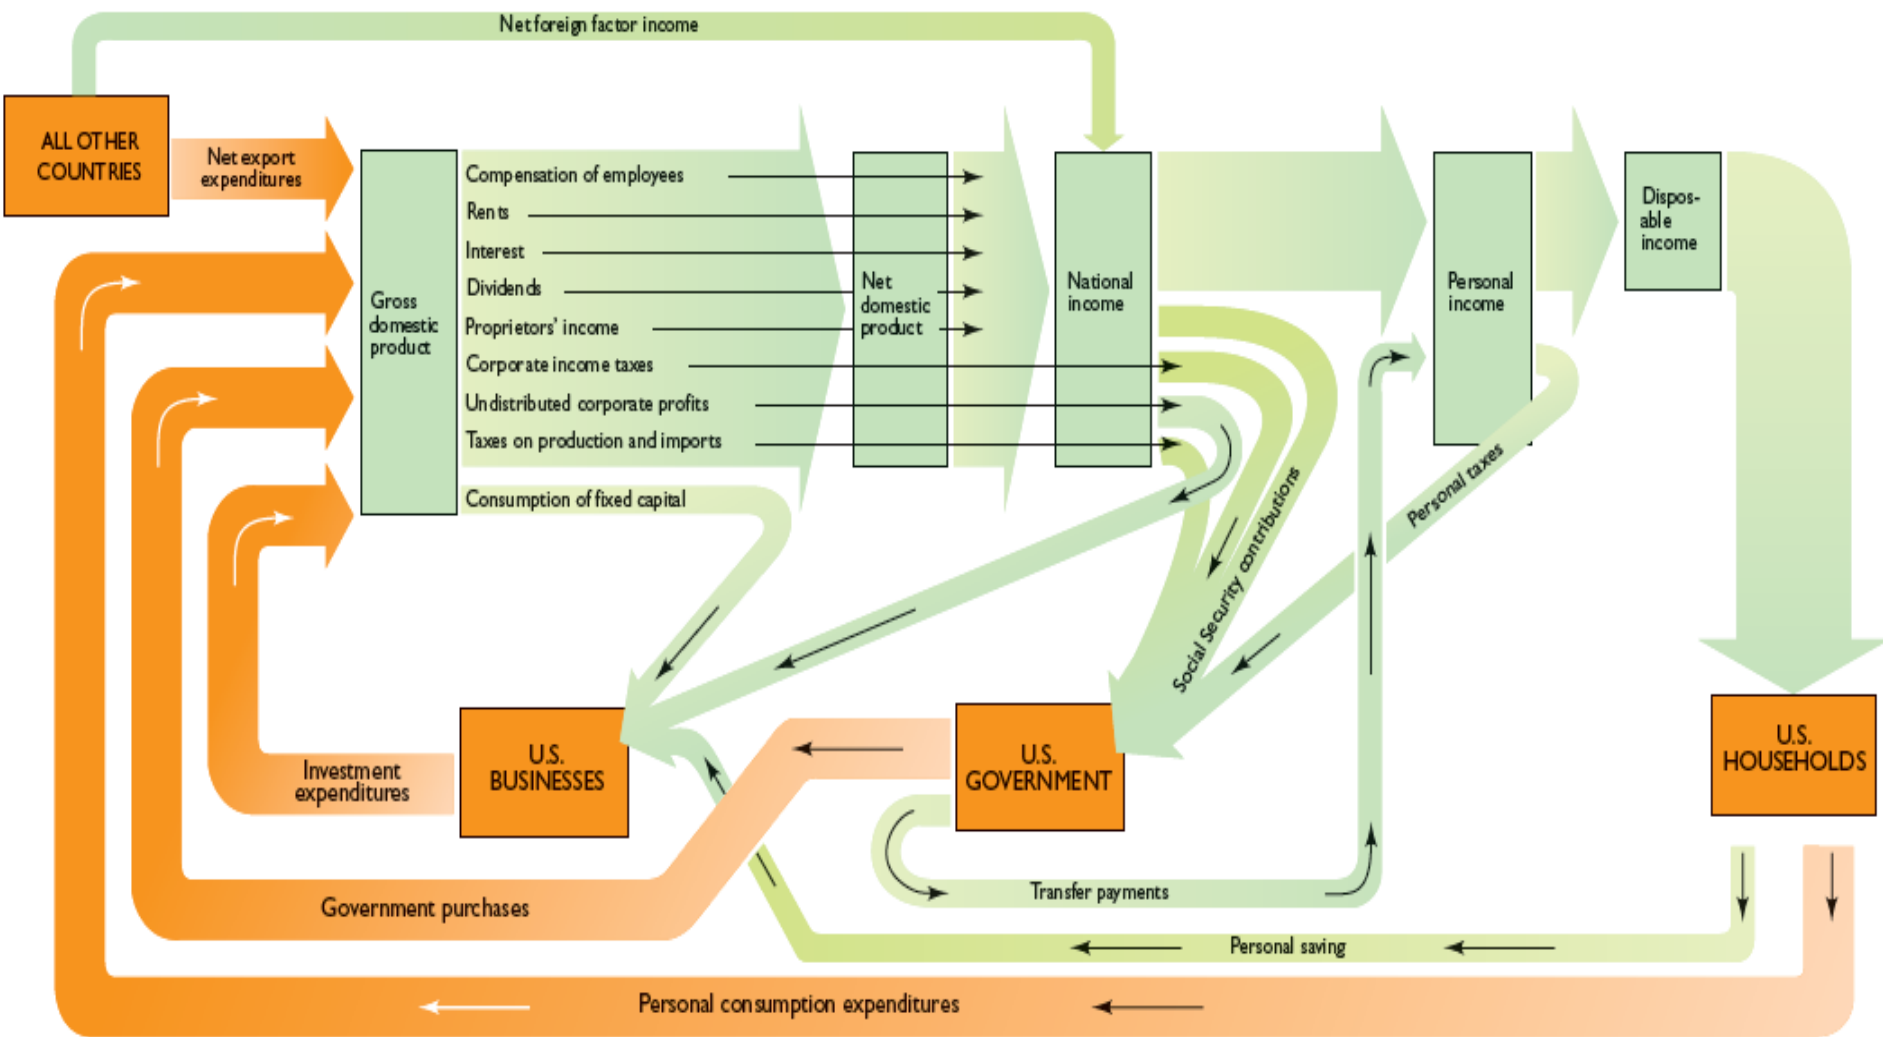 Net foreign factor income
ALL OTHER
COUNTRIES
Net export
expenditures
Gross
domestic
product
Compensation of employees
Rents
Interest
Dividends
Proprietors' income
Corporate income taxes
Undistributed corporate profits
Taxes on production and imports
Consumption of fixed capital
Net
domestic
product
National
income
Personal
income
Dispos-
able
income
Social Security contributions
Personal taxes
U.S.
BUSINESSES
U.S.
GOVERNMENT
U.S.
HOUSEHOLDS
Investment
expenditures
Government purchases
Transfer payments
Personal saving
Personal consumption expenditures